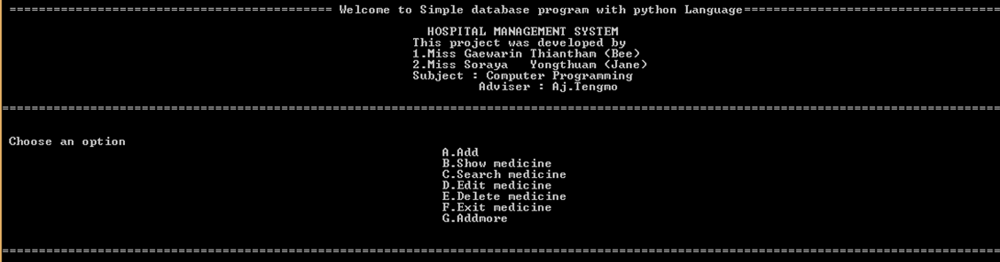 ============================================ Welcome to Simple database program with python Language===================================
HOSPITAL MANAGEMENT SYSTEM
This project was developed by
1.Miss Gaewarin Thiantham (Bee)
2.Miss Soraya   Yongthuam (Jane)
Subject : Computer Programming
Adviser : Aj.Tengmo
========================================================================================================================================
Choose an option
A.Add
B.Show medicine
C.Search medicine
D.Edit medicine
E.Delete medicine
F.Exit medicine
G.Addmore
========================================================================================================================================